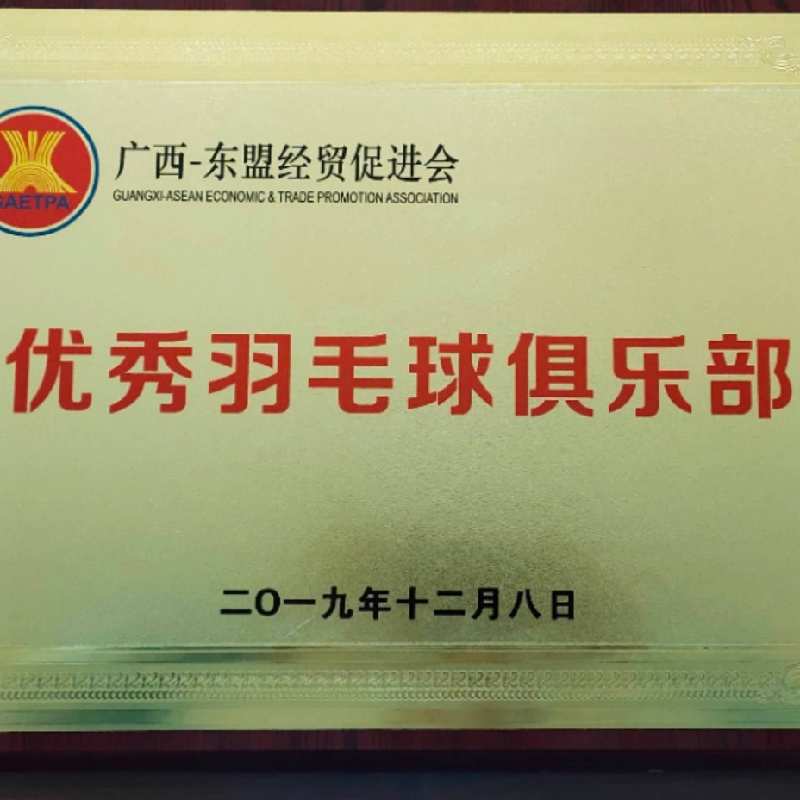 广西-东盟经贸促进会
GUANGXI-ASEAN ECONOMIC & TRADE PROMOTION ASSOCIATION
GAETPA
优秀羽毛球俱乐部
二〇一九年十二月八日